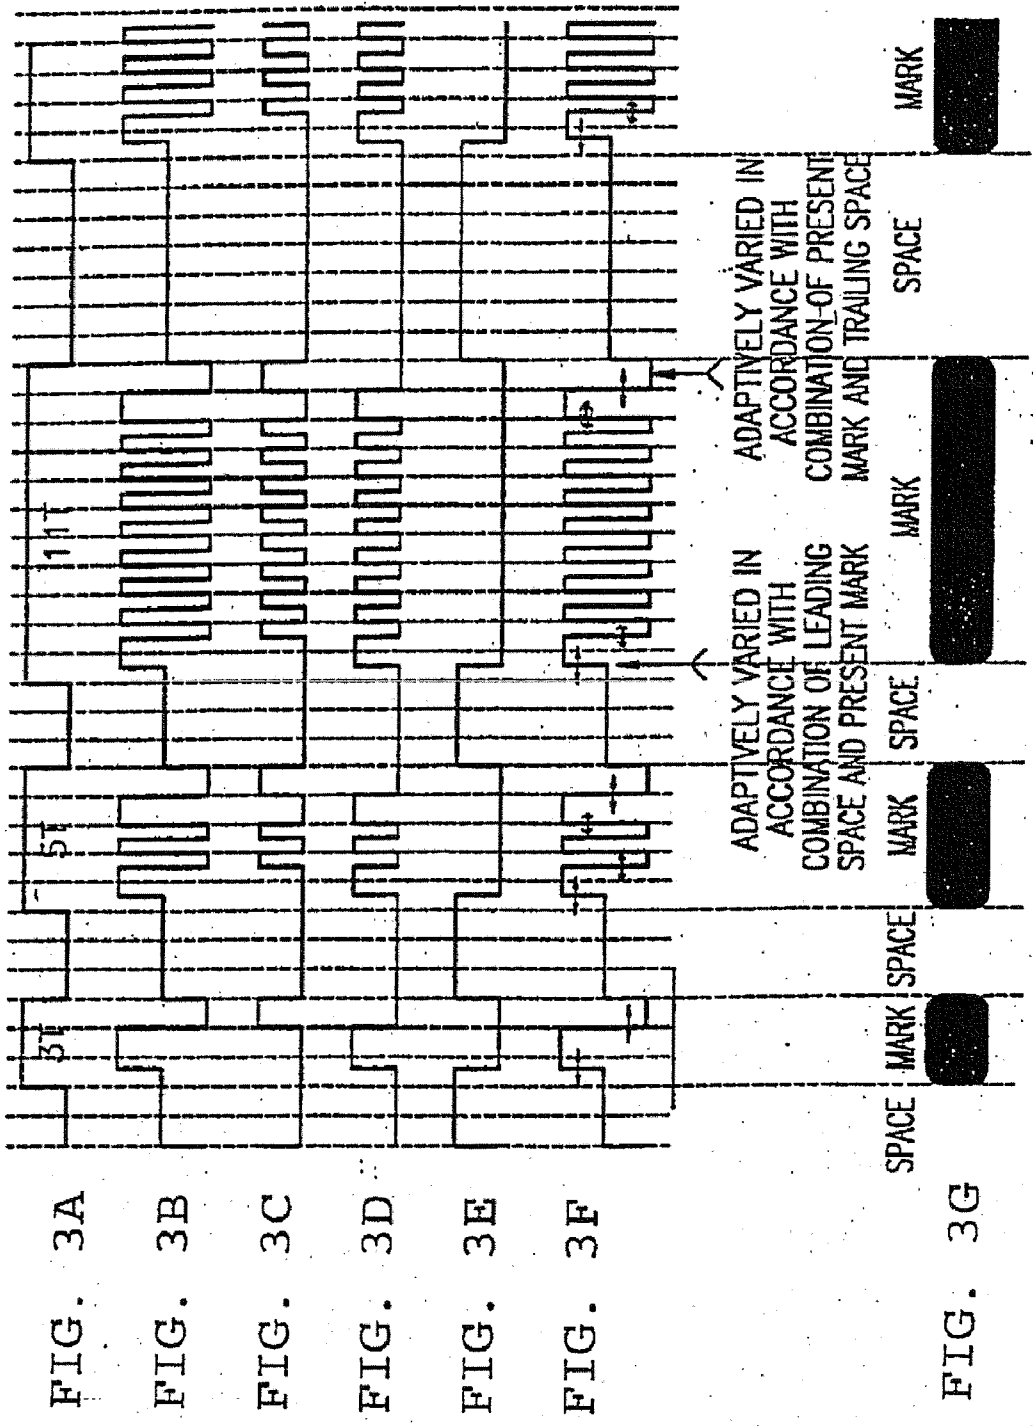 FIG. 3A
3T
5T
11T
FIG. 3B
FIG. 3C
FIG. 3D
FIG. 3E
FIG. 3F
ADAPTIVELY VARIED IN
ACCORDANCE WITH
COMBINATION OF LEADING
SPACE AND PRESENT MARK
ADAPTIVELY VARIED IN
ACCORDANCE WITH
COMBINATION OF PRESENT
MARK AND TRAILING SPACE
SPACE MARK SPACE MARK SPACE MARK SPACE MARK
FIG. 3G